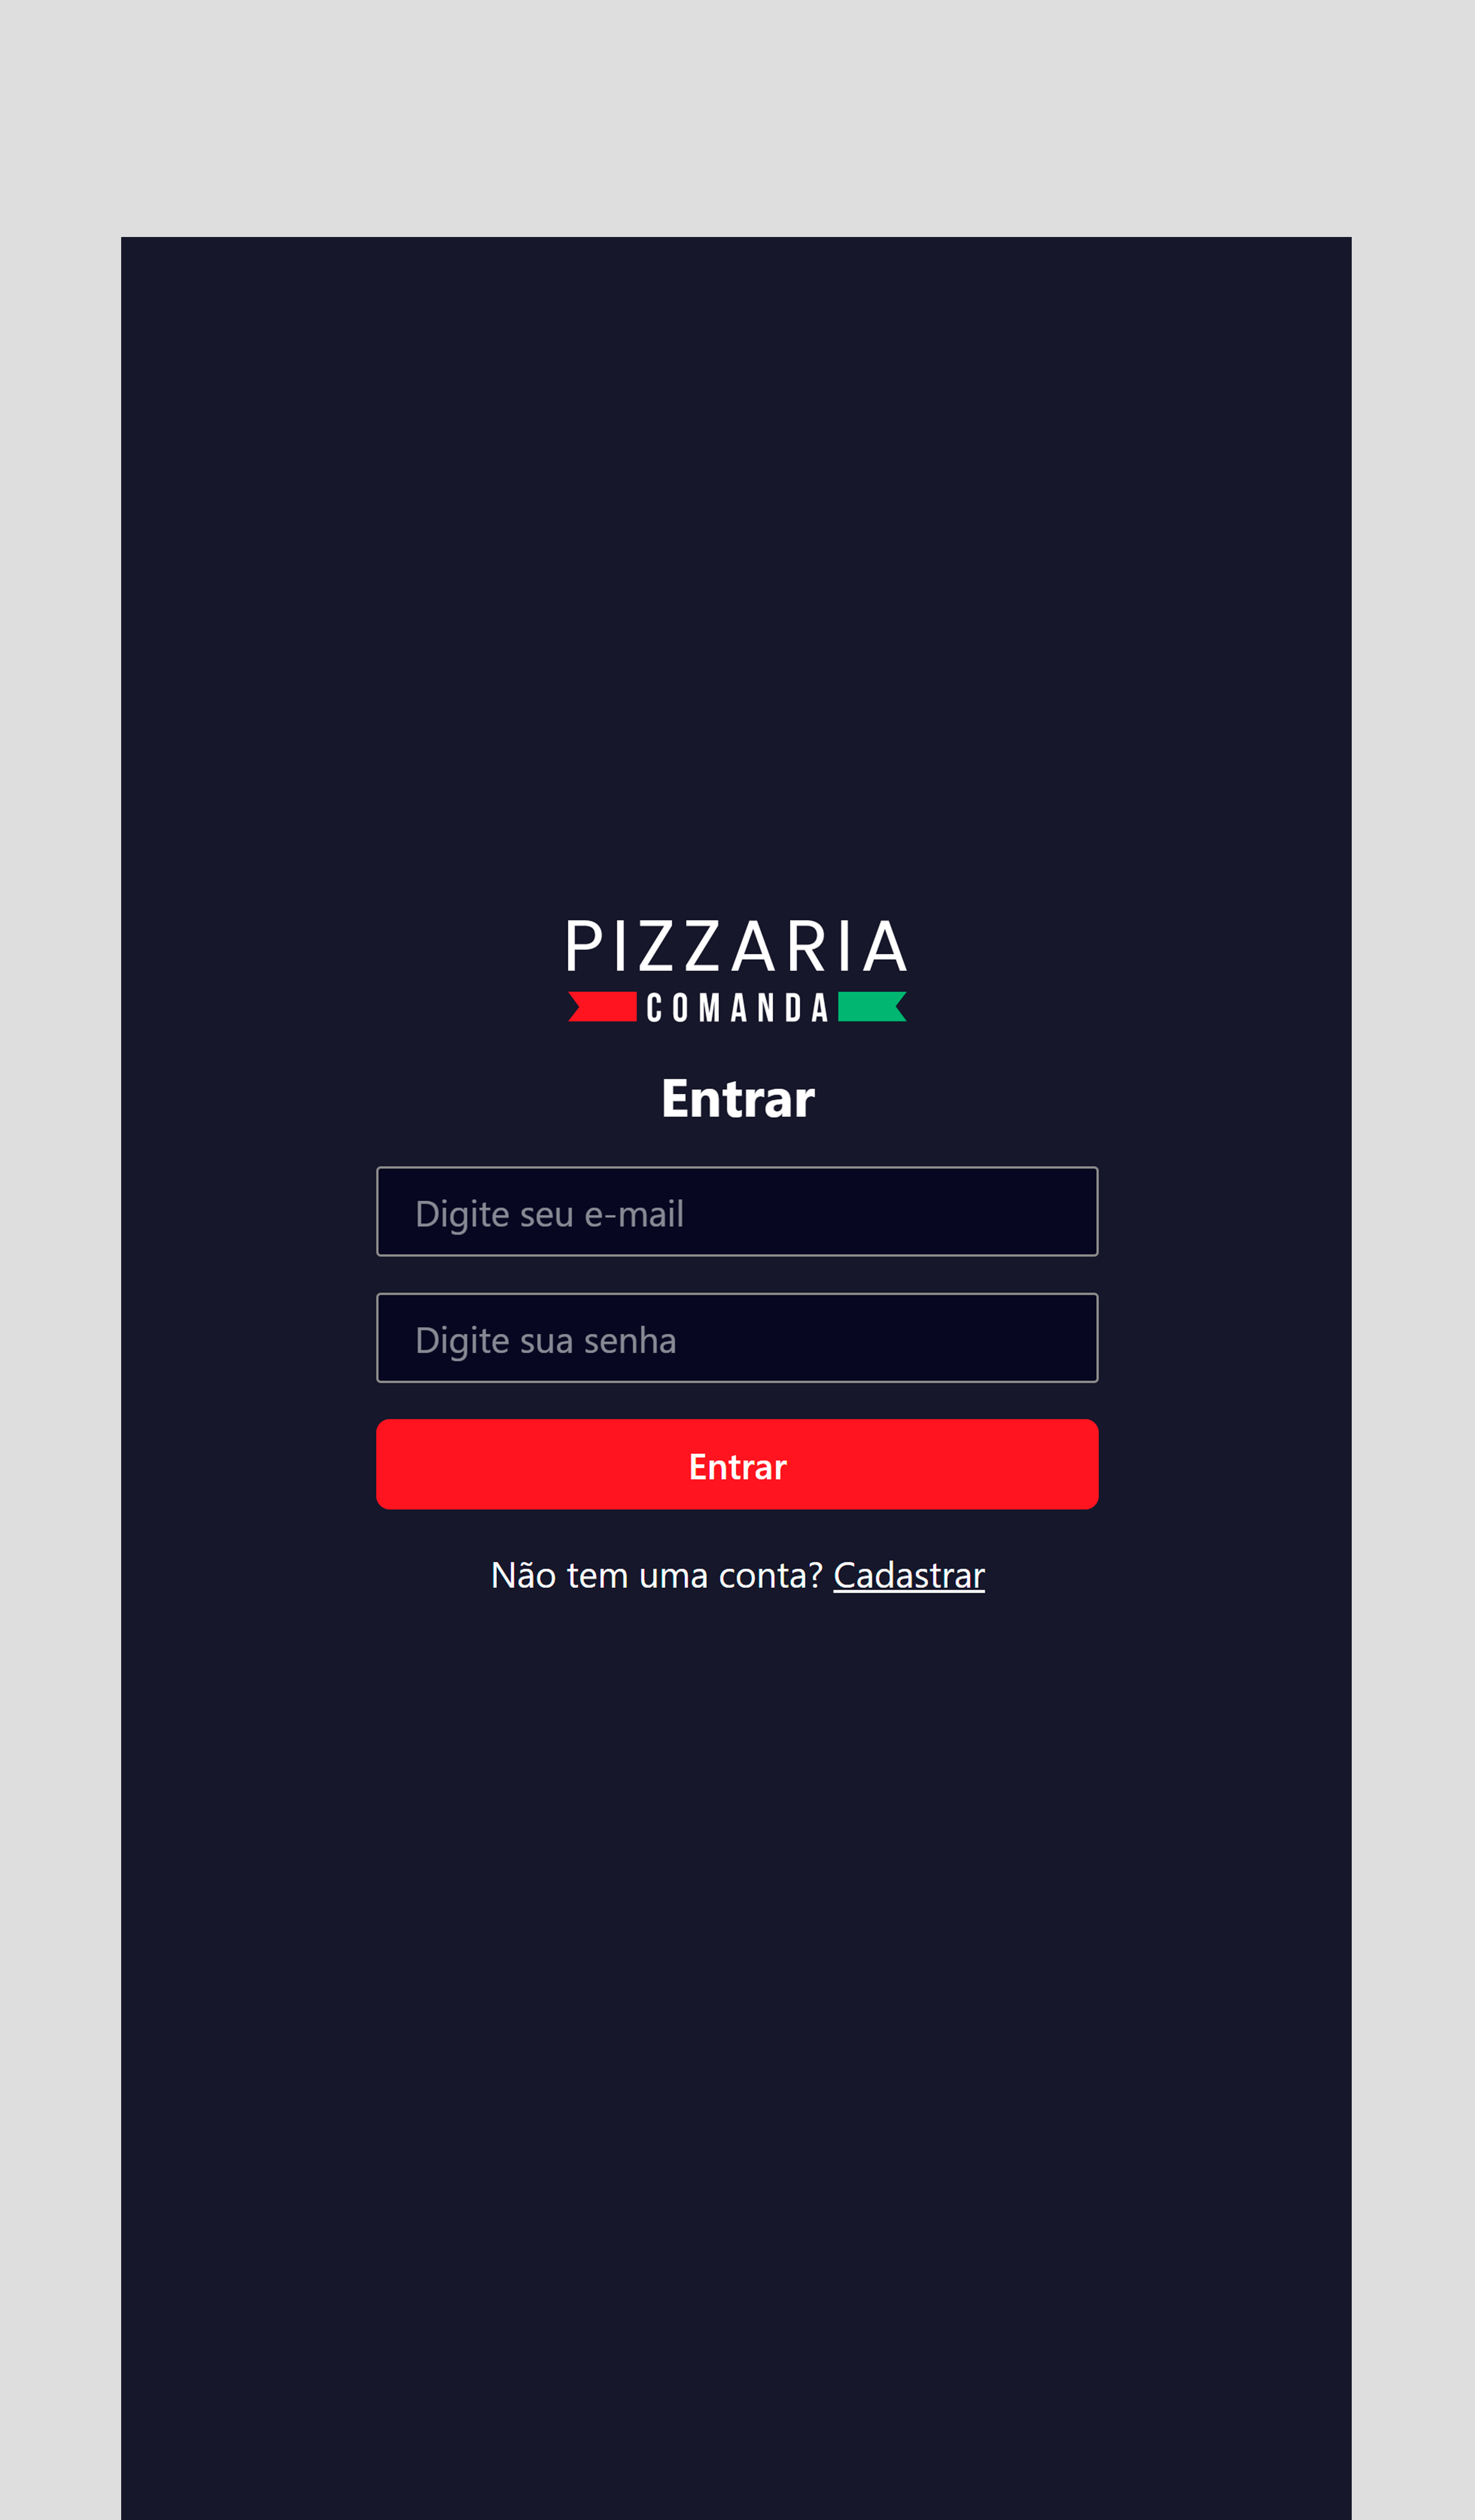 PIZZARIA
COMANDA
Entrar
Digite seu e-mail
Digite sua senha
Entrar
Não tem uma conta? Cadastrar